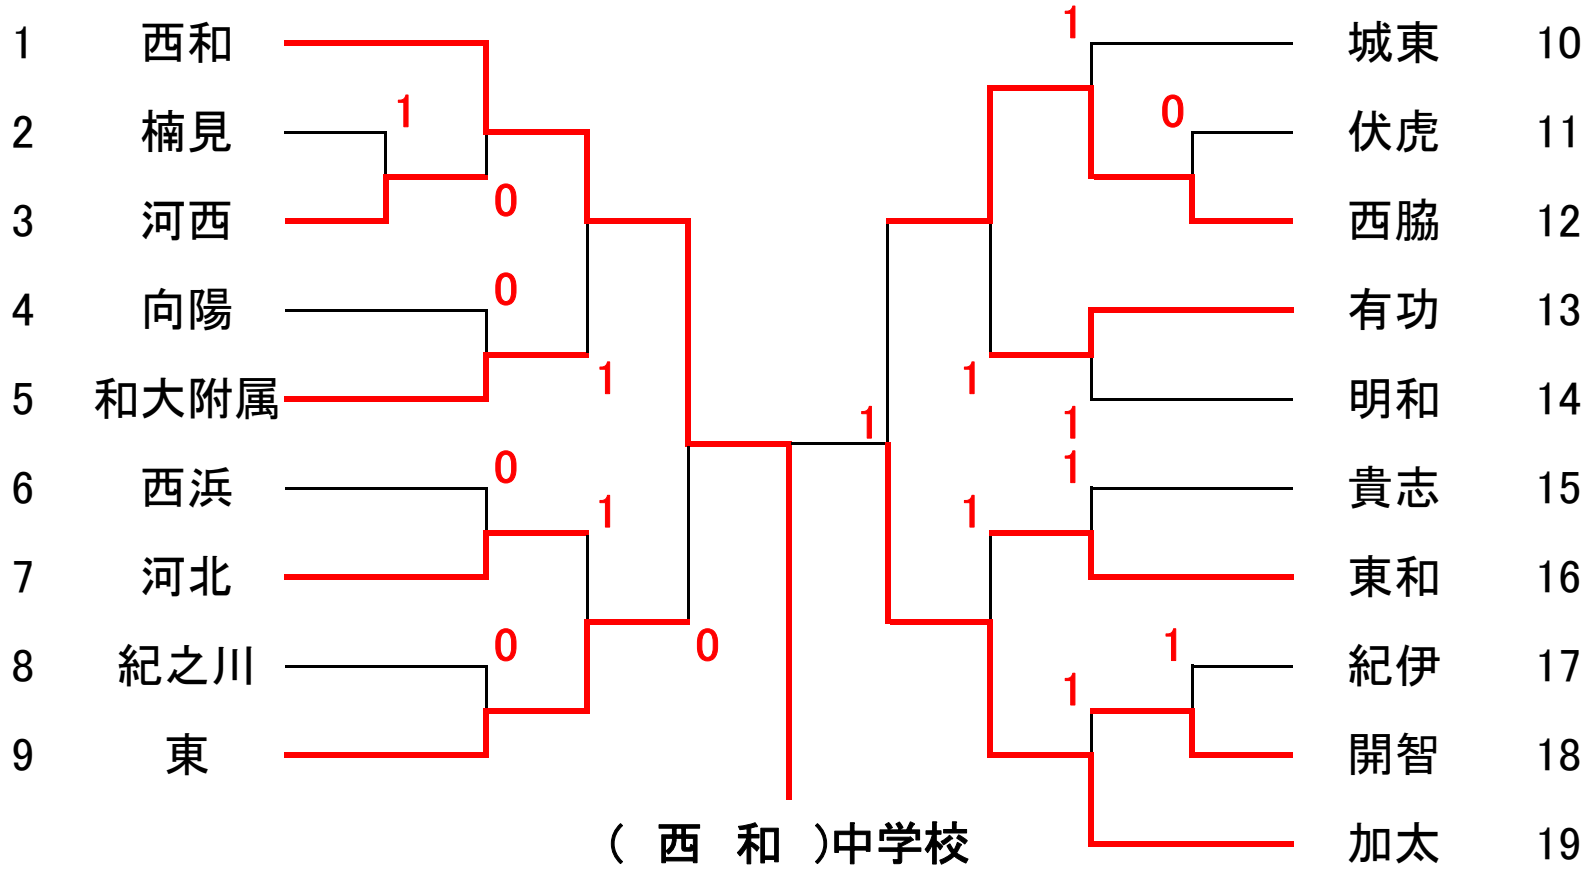 1 西和 1 城東 10
2 楠見 1 0 伏虎 11
3 河西 0 西脇 12
4 向陽 0 有功 13
5 和大附属 1 1 1 1 明和 14
6 西浜 0 1 1 1 貴志 15
7 河北 東和 16
8 紀之川 0 0 1 1 紀伊 17
9 東 開智 18
( 西 和 )中学校 加太 19